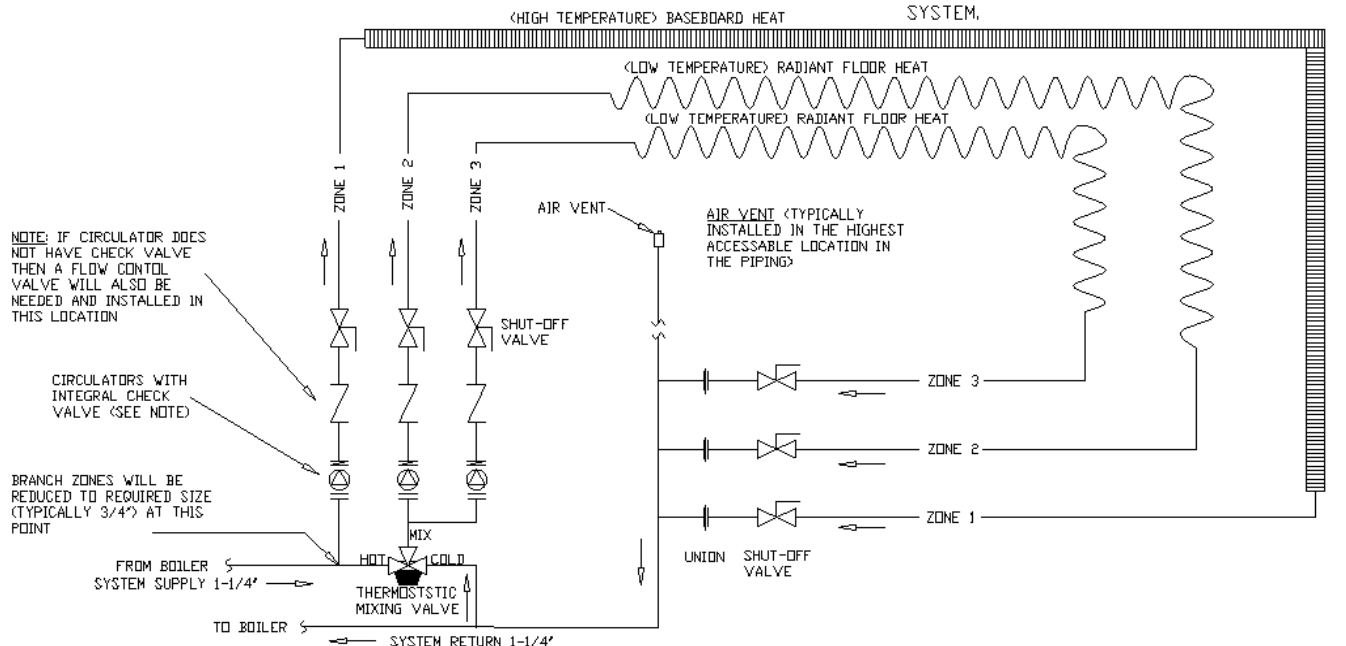 SYSTEM.
(HIGH TEMPERATURE) BASEBOARD HEAT
(LOW TEMPERATURE) RADIANT FLOOR HEAT
(LOW TEMPERATURE) RADIANT FLOOR HEAT
ZONE 1
ZONE 2
ZONE 3
AIR VENT
AIR VENT (TYPICALLY
INSTALLED IN THE HIGHEST
ACCESSABLE LOCATION IN
THE PIPING)
NOTE: IF CIRCULATOR DOES
NOT HAVE CHECK VALVE
THEN A FLOW CONTOL
VALVE WILL ALSO BE
NEEDED AND INSTALLED IN
THIS LOCATION
SHUT-OFF
VALVE
CIRCULATORS WITH
INTEGRAL CHECK
VALVE (SEE NOTE)
ZONE 3
ZONE 2
ZONE 1
BRANCH ZONES WILL BE
REDUCED TO REQUIRED SIZE
(TYPICALLY 3/4") AT THIS
POINT
MIX
HOT
COLD
FROM BOILER
SYSTEM SUPPLY 1-1/4"
THERMOSTSTIC
MIXING VALVE
UNION
SHUT-OFF
VALVE
TO BOILER
SYSTEM RETURN 1-1/4"